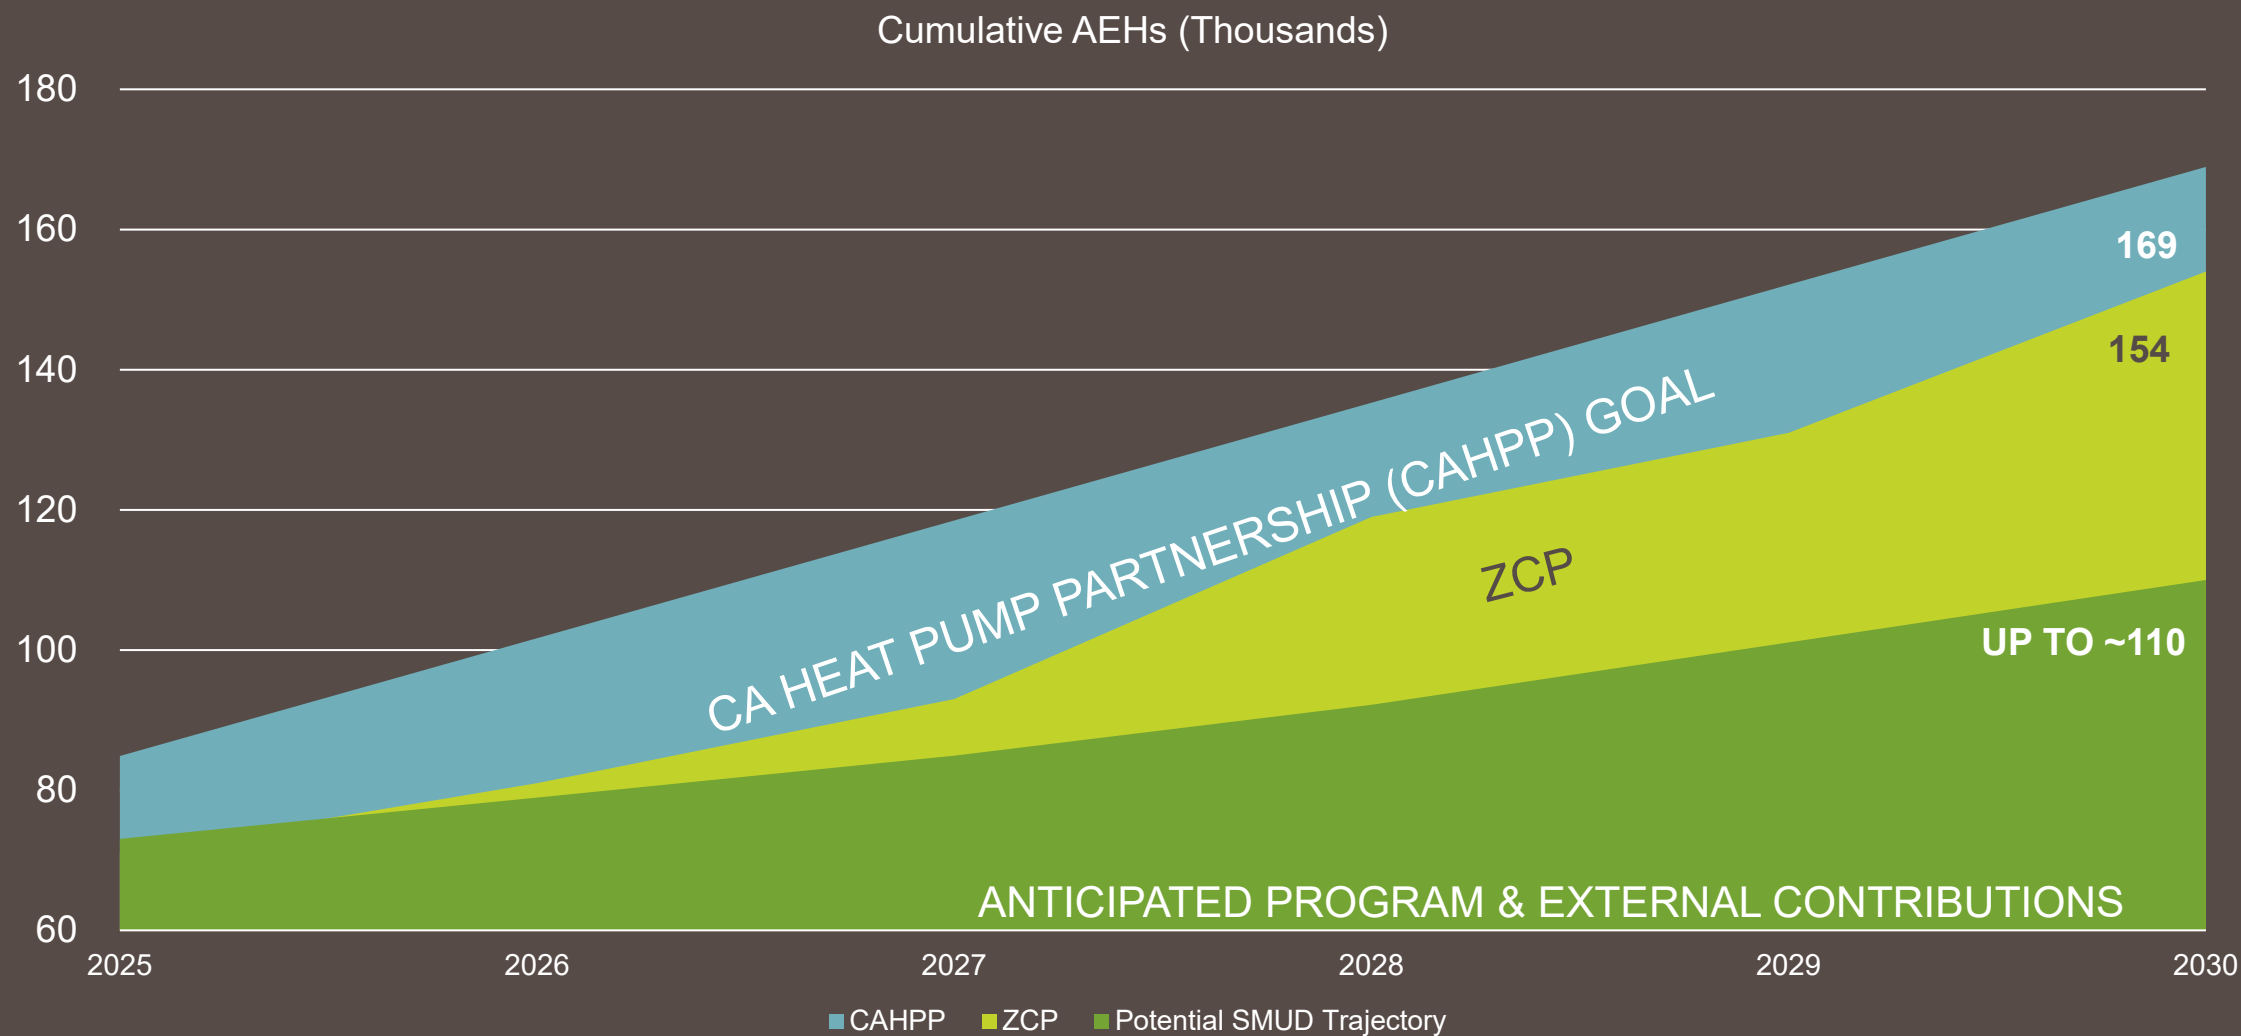 Cumulative AEHs (Thousands)
180
160
140
120
100
80
60
169
154
CA HEAT PUMP PARTNERSHIP (CAHPP) GOAL
ZCP
UP TO ~110
ANTICIPATED PROGRAM & EXTERNAL CONTRIBUTIONS
2025 2026 2027 2028 2029 2030
CAHPP ZCP Potential SMUD Trajectory